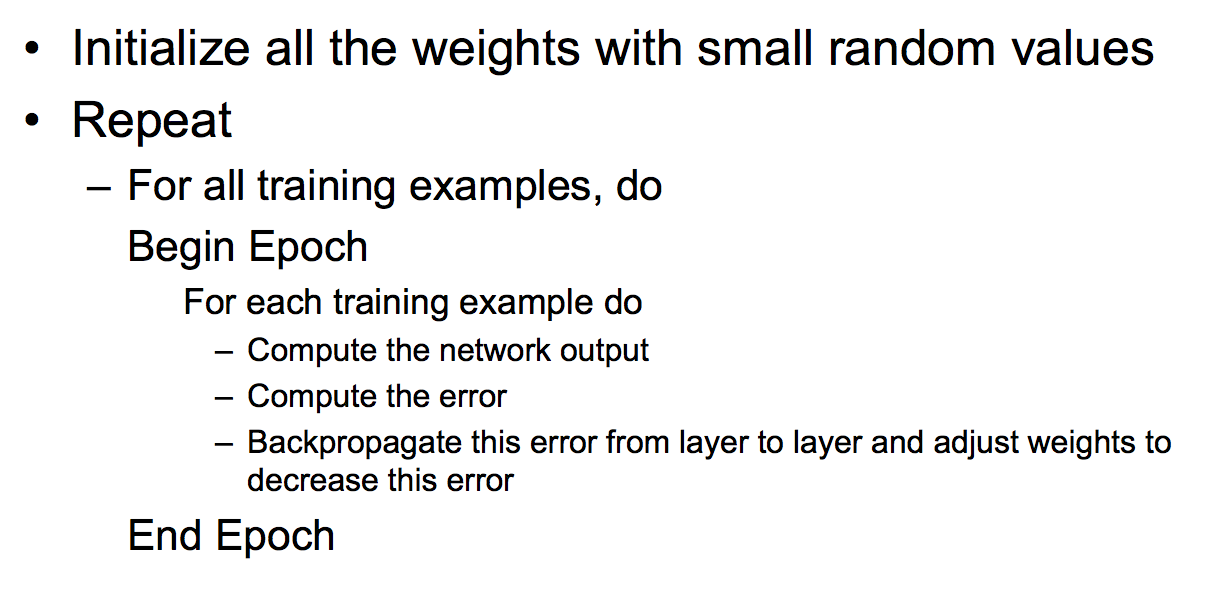 • Initialize all the weights with small random values
• Repeat
– For all training examples, do
Begin Epoch
For each training example do
– Compute the network output
– Compute the error
– Backpropagate this error from layer to layer and adjust weights to
decrease this error
End Epoch